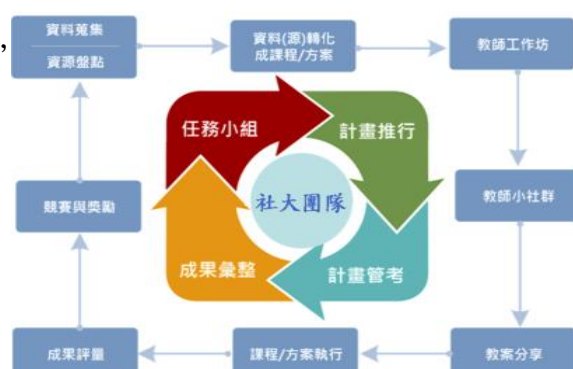 ,
資料蒐集
資源盤點
資料(源)轉化
成課程/方案
教師工作坊
任務小組
計畫推行
社大團隊
競賽與獎勵
教師小社群
成果彙整
計畫管考
成果評量
課程/方案執行
教案分享